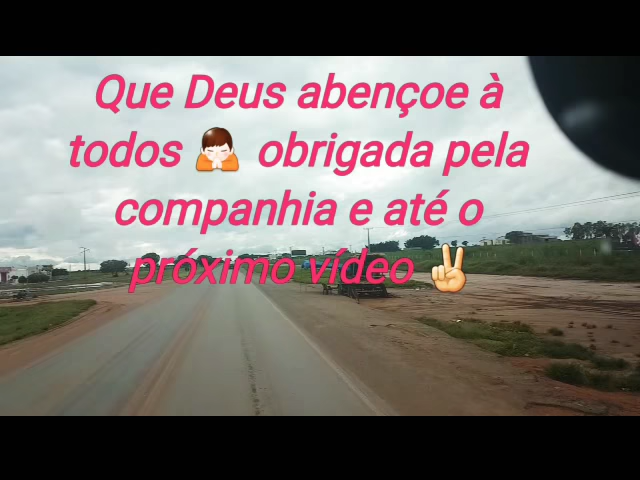 Que Deus abençoe à
todos 🙏 obrigada pela
companhia e até o
próximo vídeo ✌